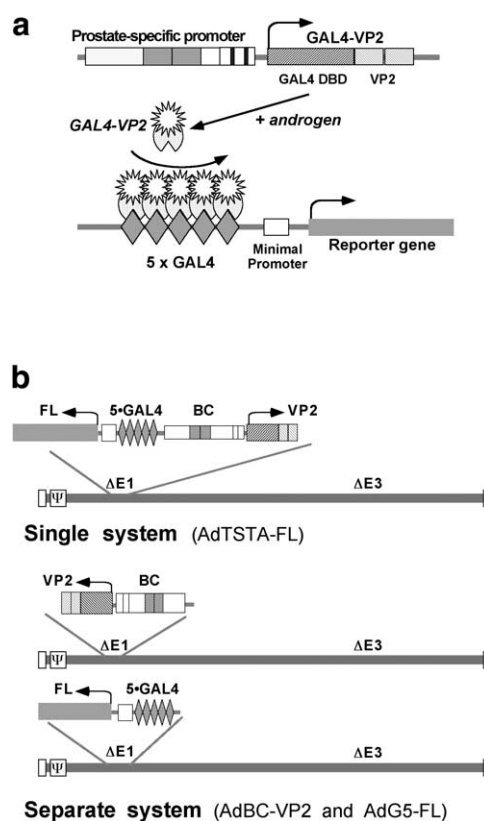 a
Prostate-specific promoter
GAL4-VP2
GAL4 DBD
VP2
GAL4-VP2
+ androgen
5 x GAL4
Minimal
Promoter
Reporter gene
b
FL
5•GAL4
BC
VP2
ΔE1
ΔE3
Ψ
Single system (AdTSTA-FL)
VP2
BC
ΔE1
ΔE3
Ψ
FL
5•GAL4
ΔE1
ΔE3
Ψ
Separate system (AdBC-VP2 and AdG5-FL)